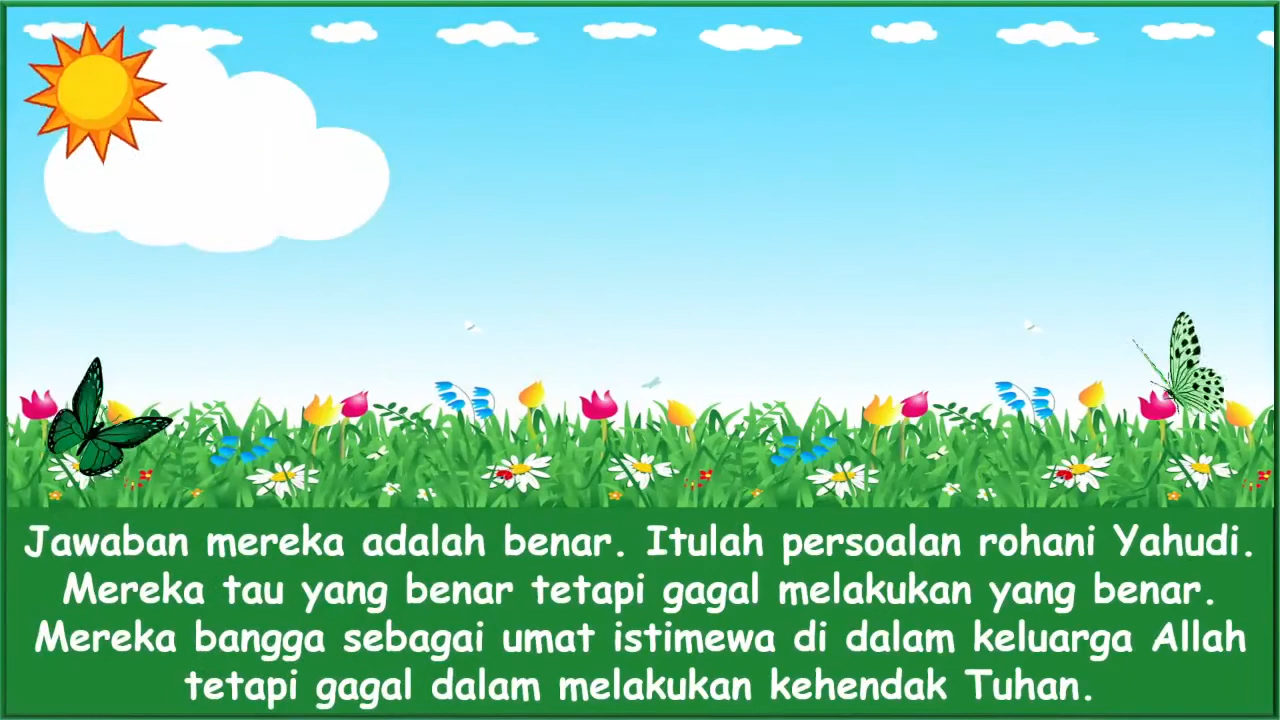 Jawaban mereka adalah benar. Itulah persoalan rohani Yahudi.
Mereka tau yang benar tetapi gagal melakukan yang benar.
Mereka bangga sebagai umat istimewa di dalam keluarga Allah
tetapi gagal dalam melakukan kehendak Tuhan.